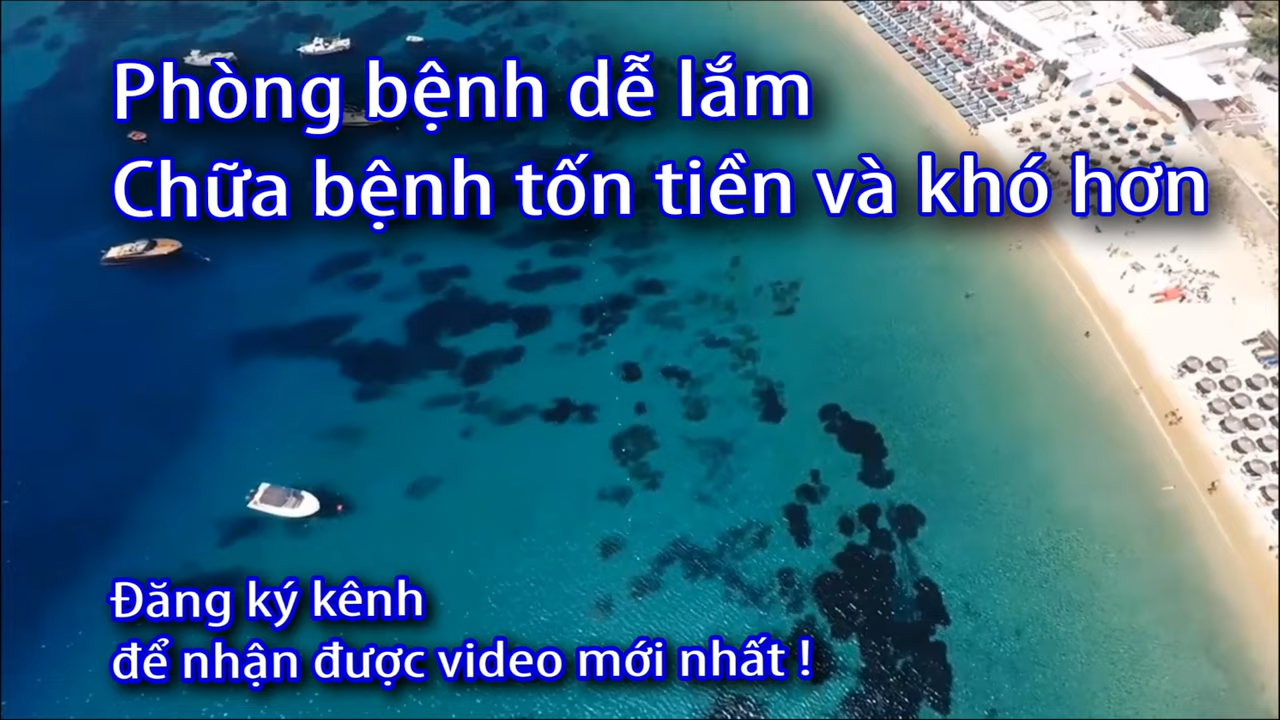 Phòng bệnh dễ lắm
Chữa bệnh tốn tiền và khó hơn
Đăng ký kênh
để nhận được video mới nhất !